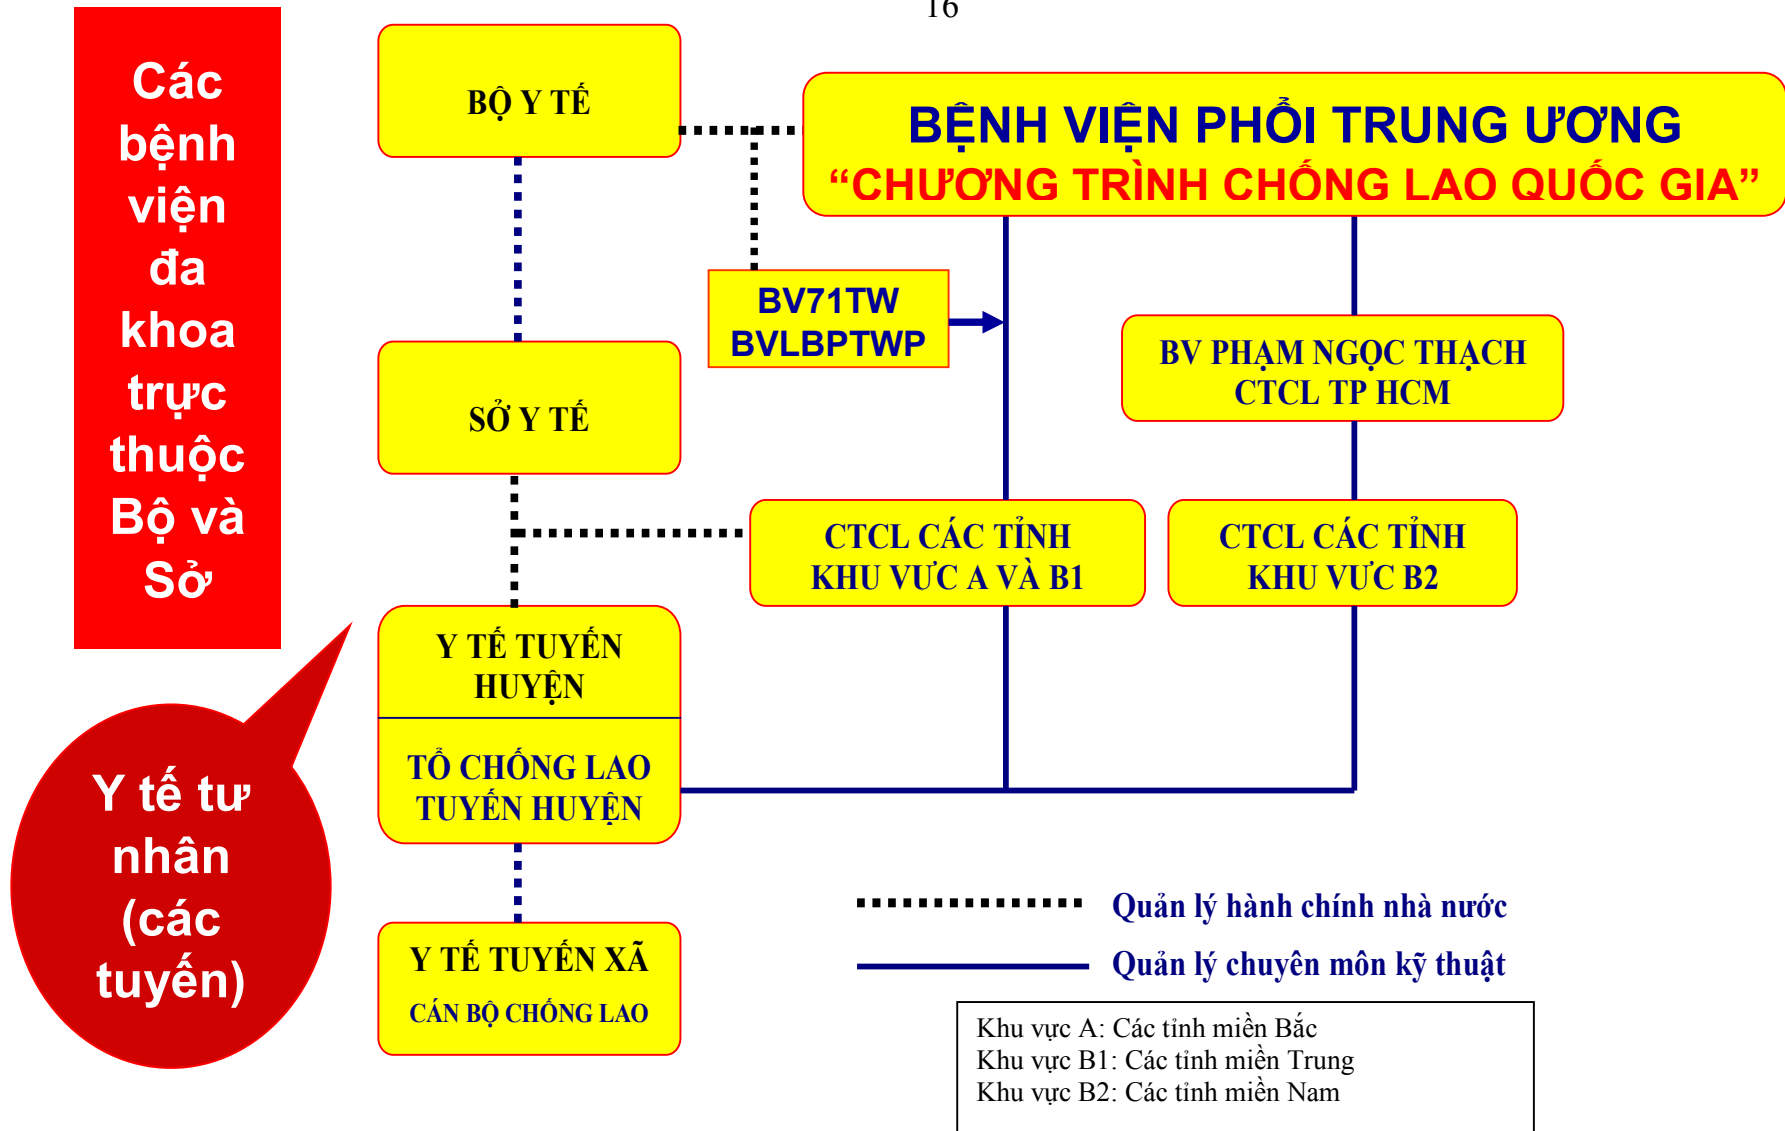 16
Các
bệnh
viện
đa
khoa
trực
thuộc
Bộ và
Sở
BỘ Y TẾ
BỆNH VIỆN PHỔI TRUNG ƯƠNG
“CHƯƠNG TRÌNH CHỐNG LAO QUỐC GIA”
BV71TW
BVLBPTWP
BV PHẠM NGỌC THẠCH
CTCL TP HCM
SỞ Y TẾ
CTCL CÁC TỈNH
KHU VƯC A VÀ B1
CTCL CÁC TỈNH
KHU VƯC B2
Y TẾ TUYẾN
HUYỆN
TỔ CHỐNG LAO
TUYẾN HUYỆN
Y tế tư
nhân
(các
tuyến)
Y TẾ TUYẾN XÃ
CÁN BỘ CHỐNG LAO
Quản lý hành chính nhà nước
Quản lý chuyên môn kỹ thuật
Khu vực A: Các tỉnh miền Bắc
Khu vực B1: Các tỉnh miền Trung
Khu vực B2: Các tỉnh miền Nam